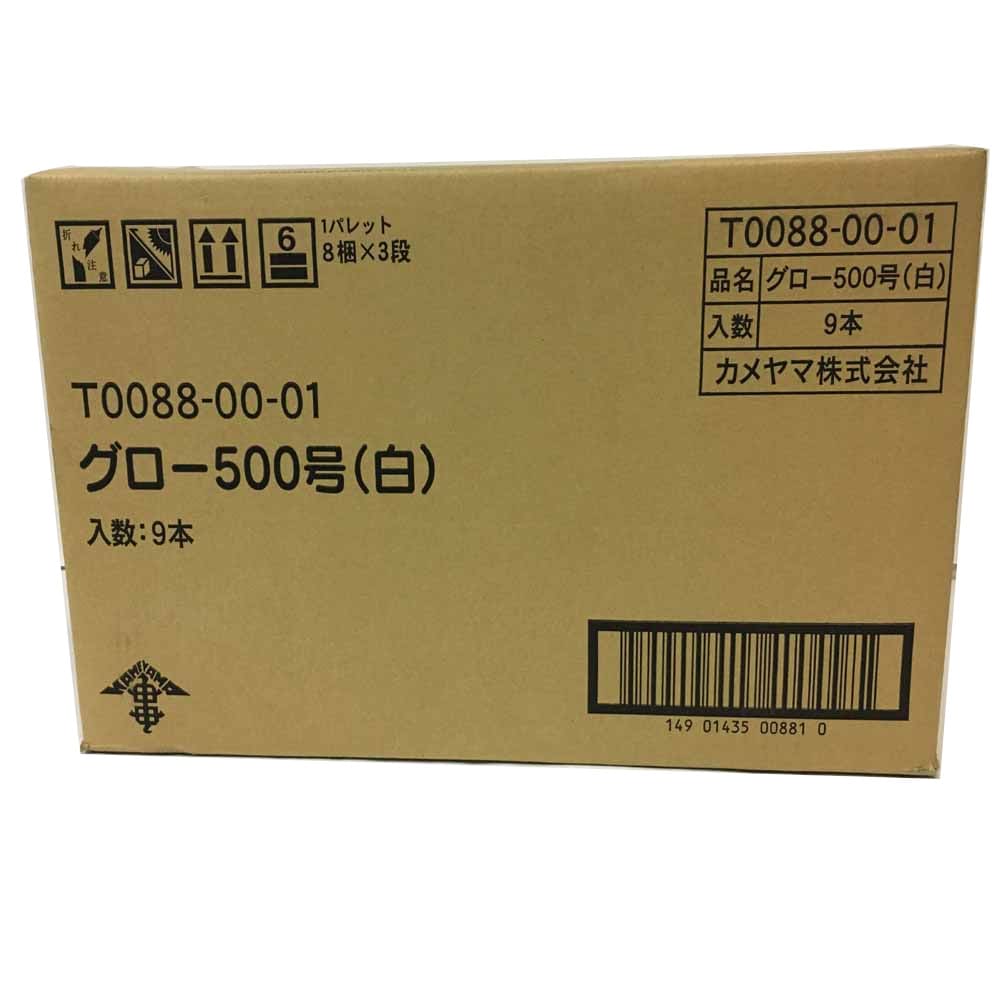 折れ注意
6
1パレット
8梱×3段
T0088-00-01
品名 グロー500号(白)
入数 9本
カメヤマ株式会社
T0088-00-01
グロー500号(白)
入数:9本
KAMEYAMA
149 01435 00881 0